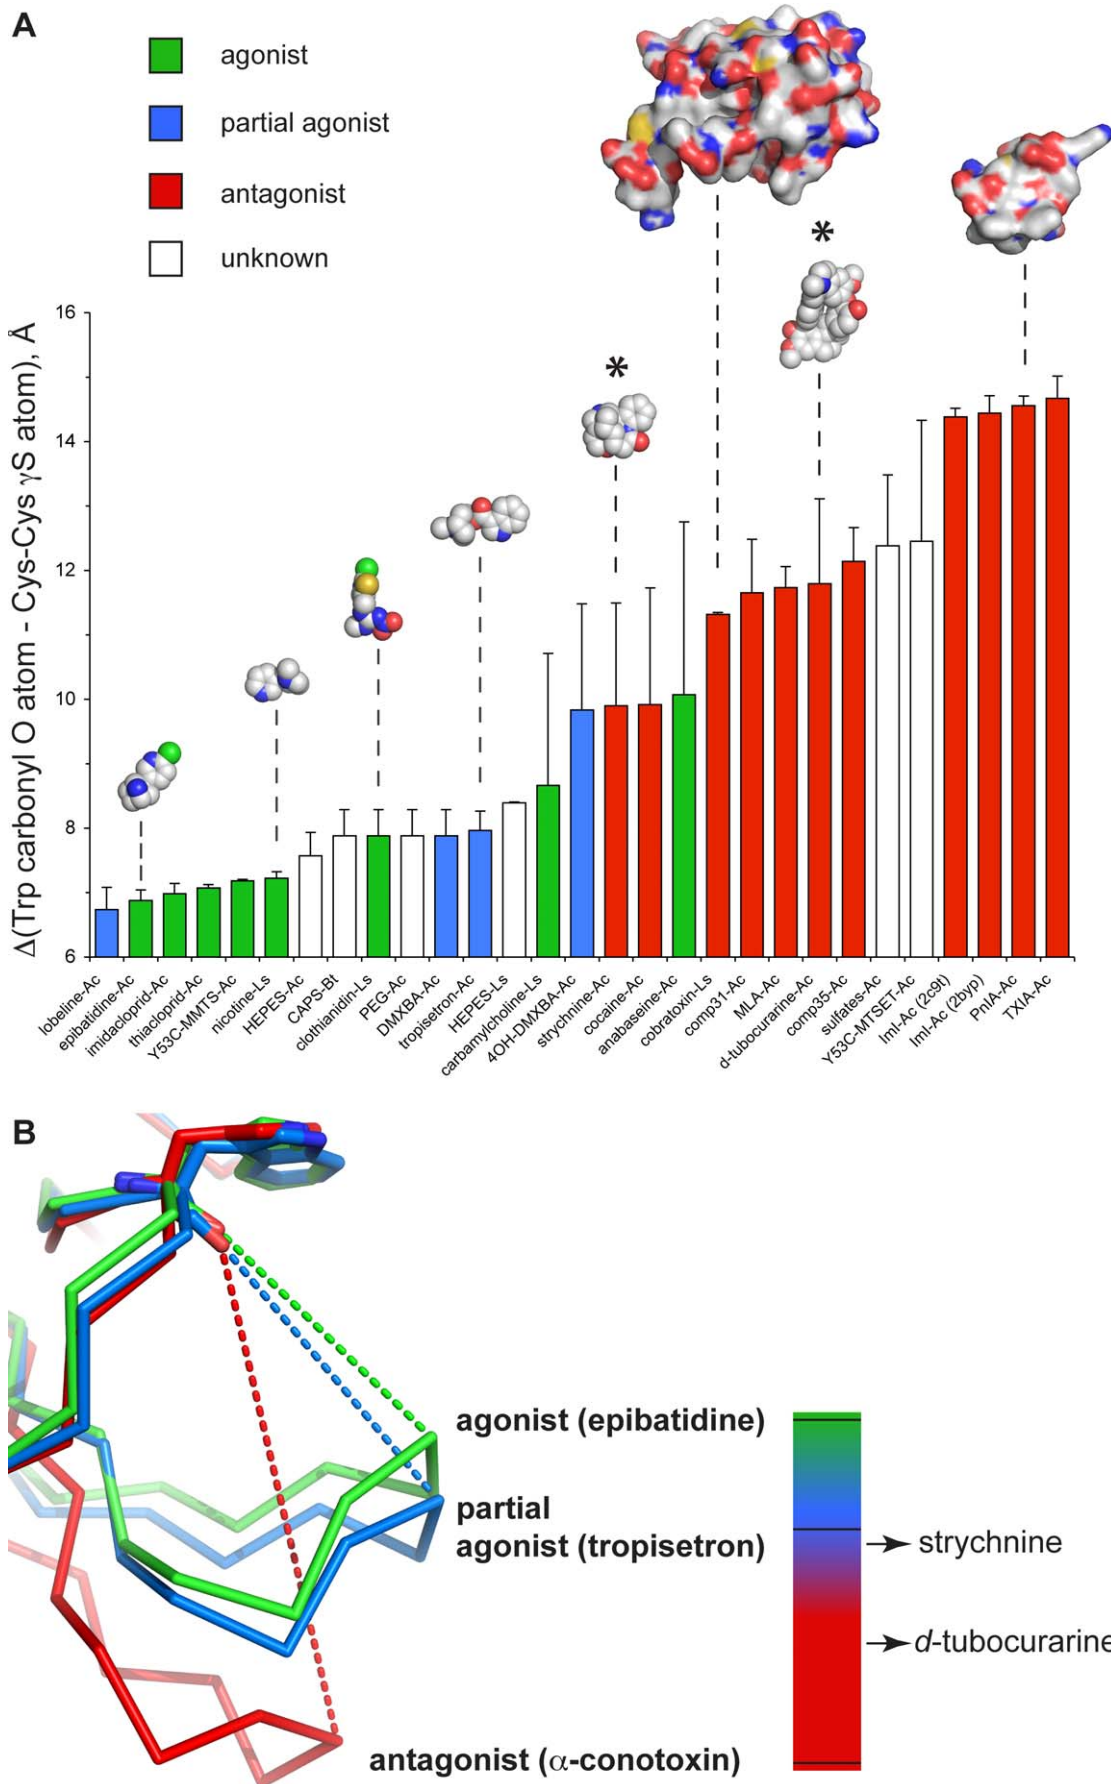 A
agonist
partial agonist
antagonist
unknown
*
*
Δ(Trp carbonyl O atom - Cys-Cys γS atom), Å
16
14
12
10
8
6
lobeline-Ac
epibatidine-Ac
imidacloprid-Ac
thiacloprid-Ac
Y53C-MMTS-Ac
nicotine-Ls
HEPES-Ac
CAPS-Bt
clothianidin-Ls
PEG-Ac
DMXBA-Ac
tropisetron-Ac
HEPES-Ls
carbamylcholine-Ls
4OH-DMXBA-Ac
strychnine-Ac
cocaine-Ac
anabaseine-Ac
cobratoxin-Ls
comp31-Ac
MLA-Ac
d-tubocurarine-Ac
comp35-Ac
sulfates-Ac
Y53C-MTSET-Ac
ImI-Ac (2c9t)
ImI-Ac (2byp)
PnIA-Ac
TXIA-Ac
B
agonist (epibatidine)
partial
agonist (tropisetron)
antagonist (α-conotoxin)
strychnine
d-tubocurarine